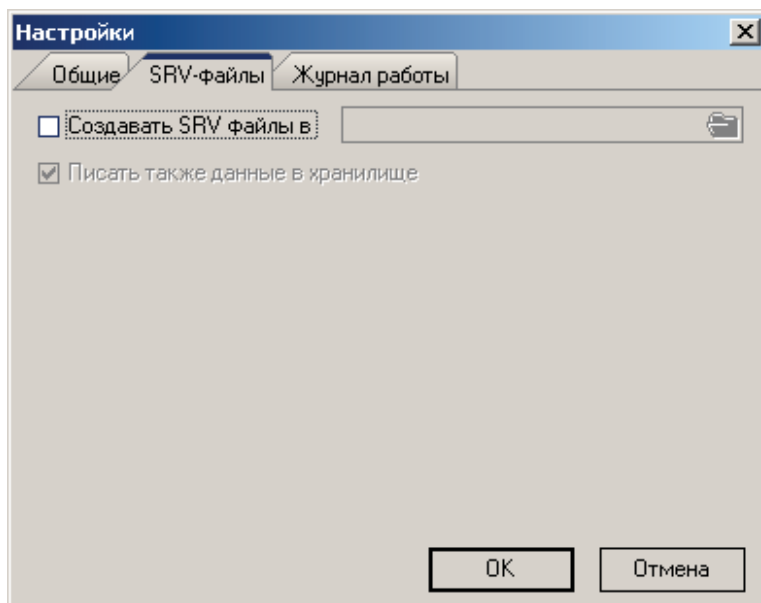 Настройки
Общие SRV-файлы Журнал работы
Создавать SRV файлы в
Писать также данные в хранилище
OK Отмена